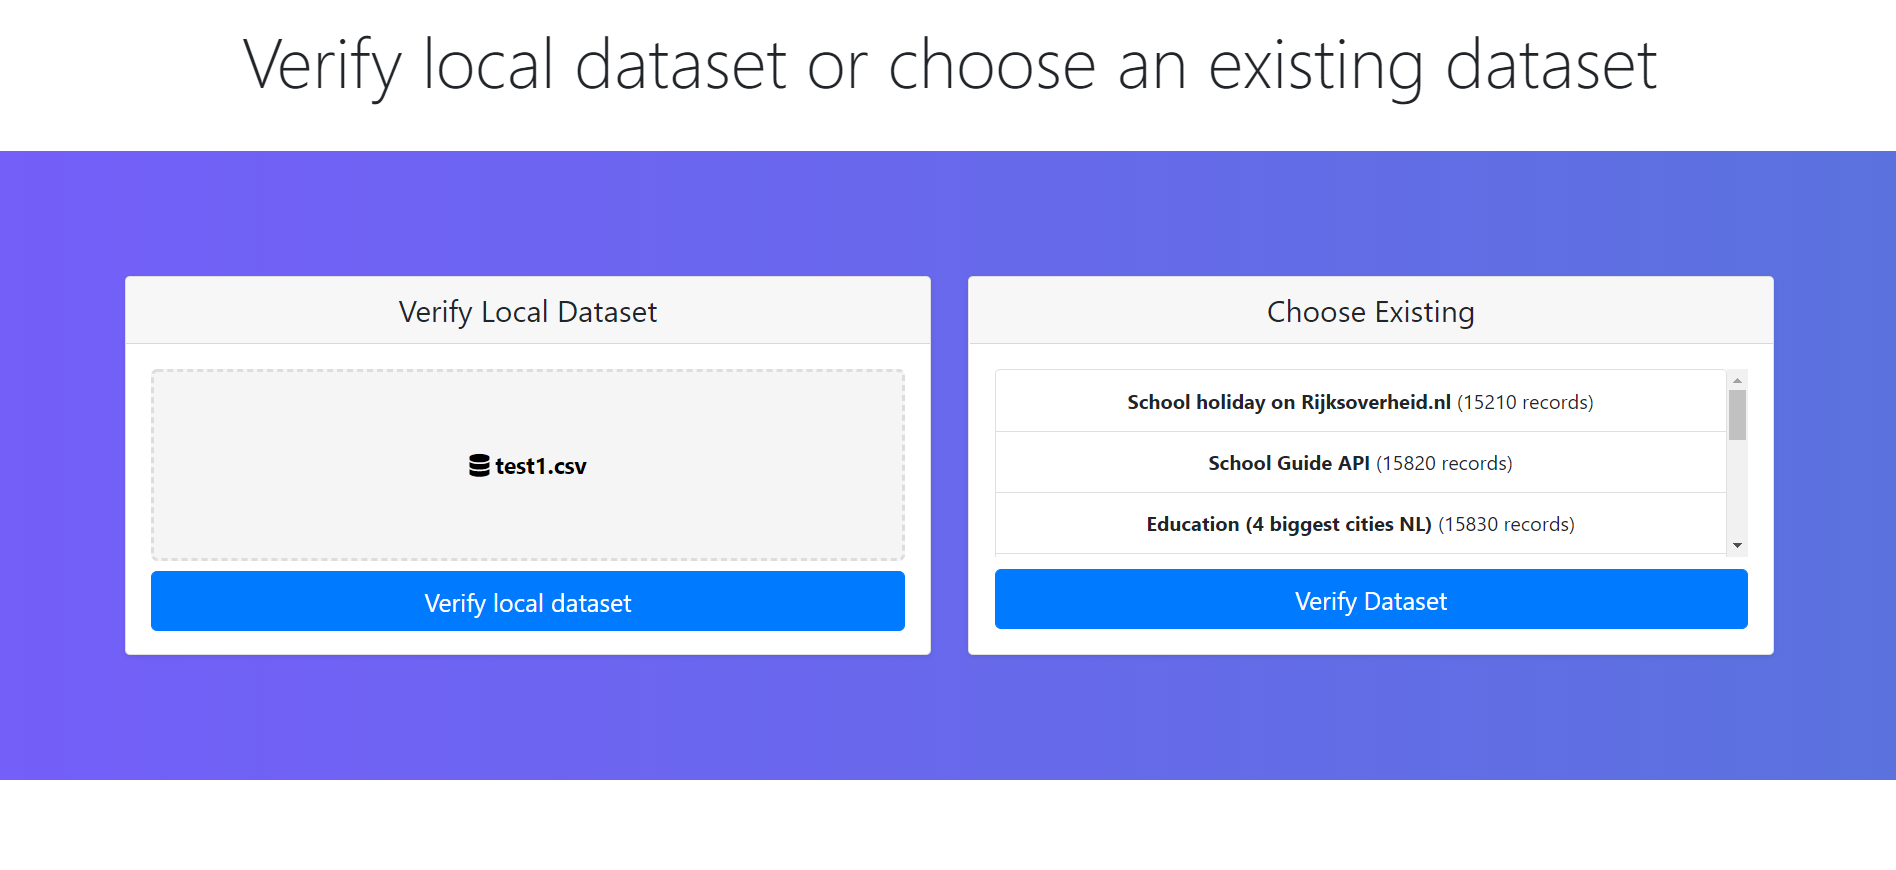 Verify local dataset or choose an existing dataset
Verify Local Dataset
test1.csv
Verify local dataset
Choose Existing
School holiday on Rijksoverheid.nl (15210 records)
School Guide API (15820 records)
Education (4 biggest cities NL) (15830 records)
Verify Dataset